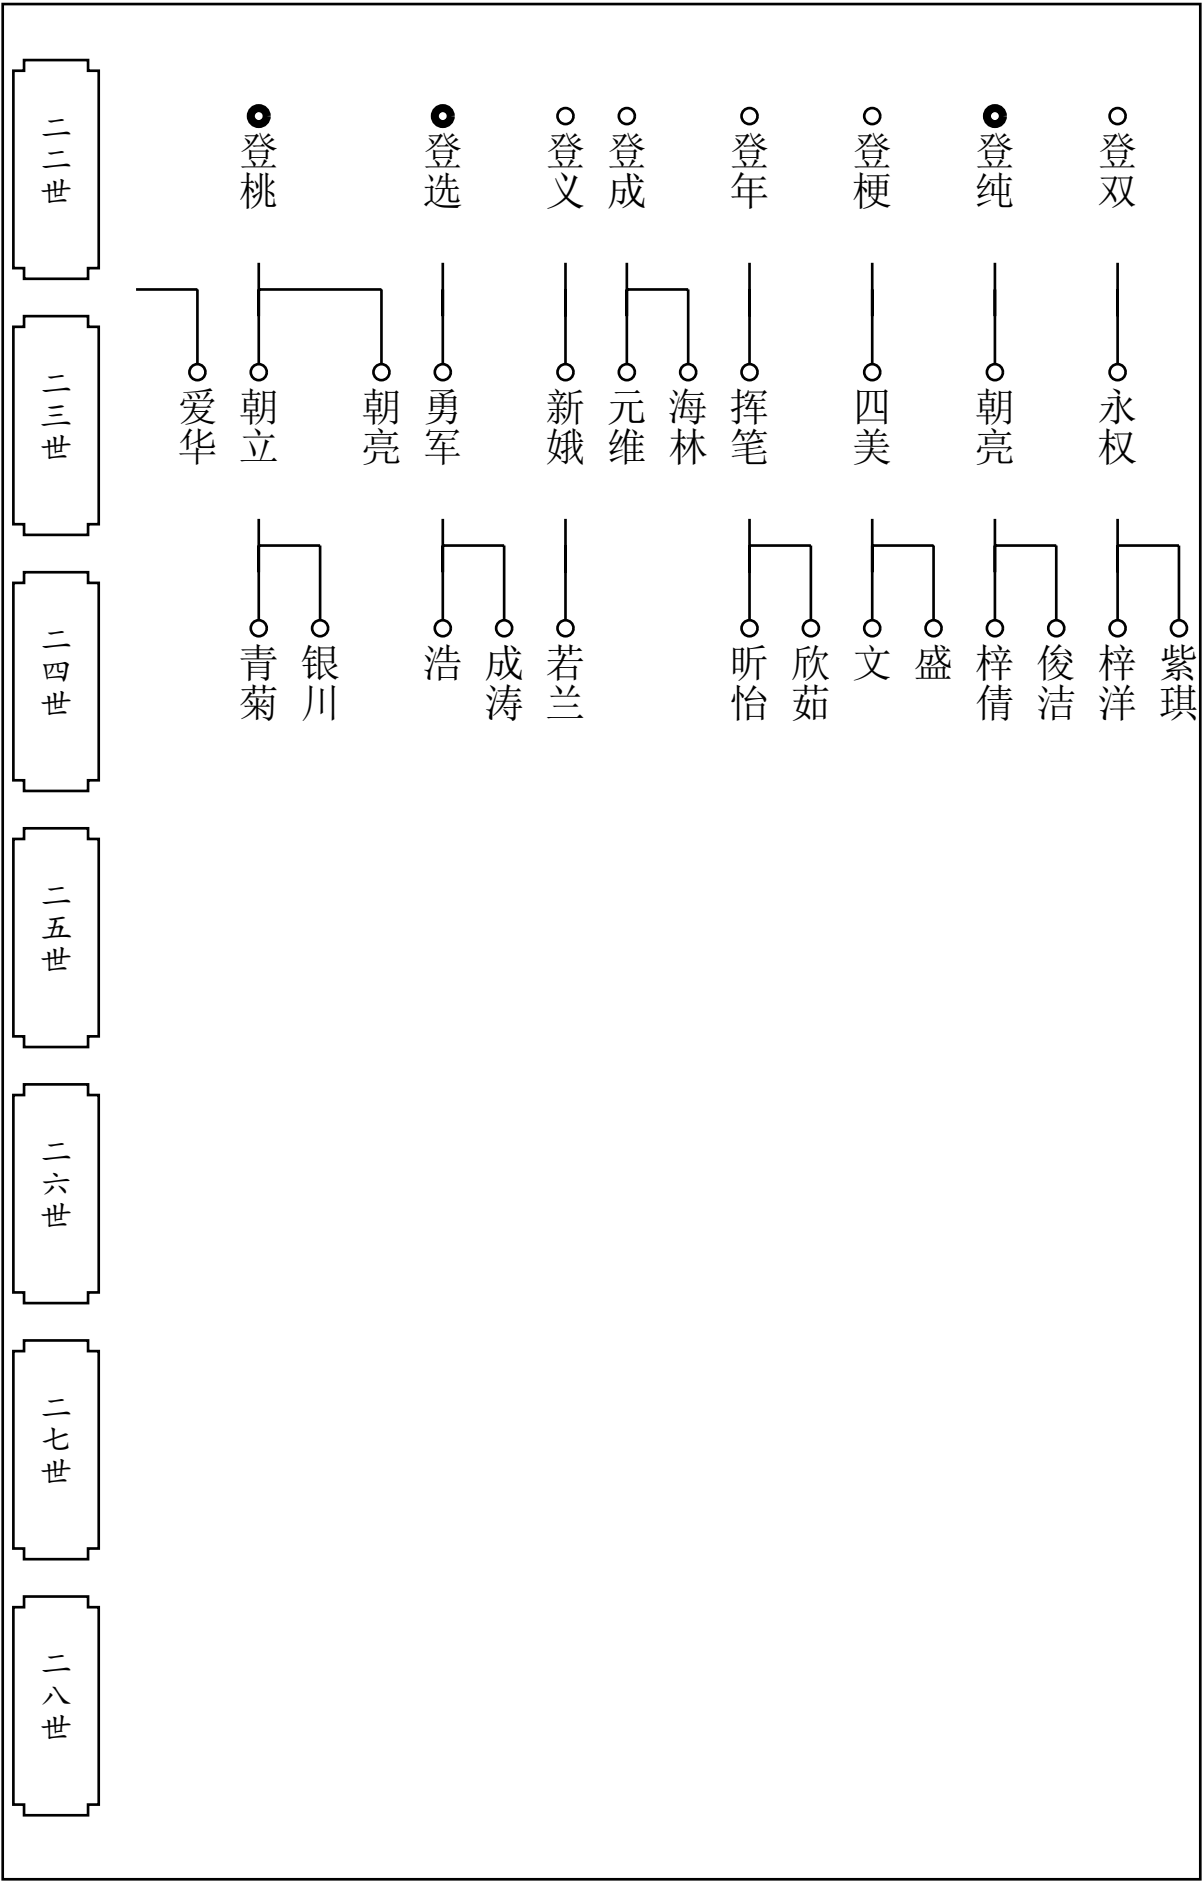 二二世
登桃
登选
登义
登成
登年
登梗
登纯
登双
二三世
爱华
朝立
朝亮
勇军
新娥
元维
海林
挥笔
四美
朝亮
永权
二四世
青菊
银川
浩
成涛
若兰
昕怡
欣茹
文
盛
梓倩
俊洁
梓洋
紫琪
二五世
二六世
二七世
二八世